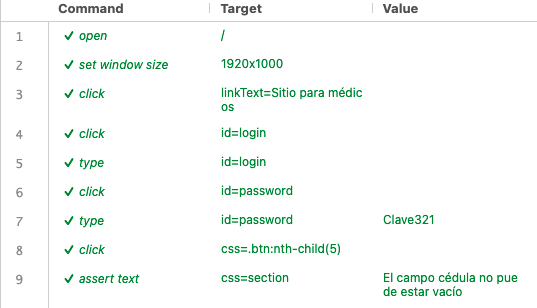 Command Target Value
1 ✓ open /
2 ✓ set window size 1920x1000
3 ✓ click linkText=Sitio para médic
os
4 ✓ click id=login
5 ✓ type id=login
6 ✓ click id=password
7 ✓ type id=password Clave321
8 ✓ click css=.btn:nth-child(5)
9 ✓ assert text css=section El campo cédula no pue
de estar vacío